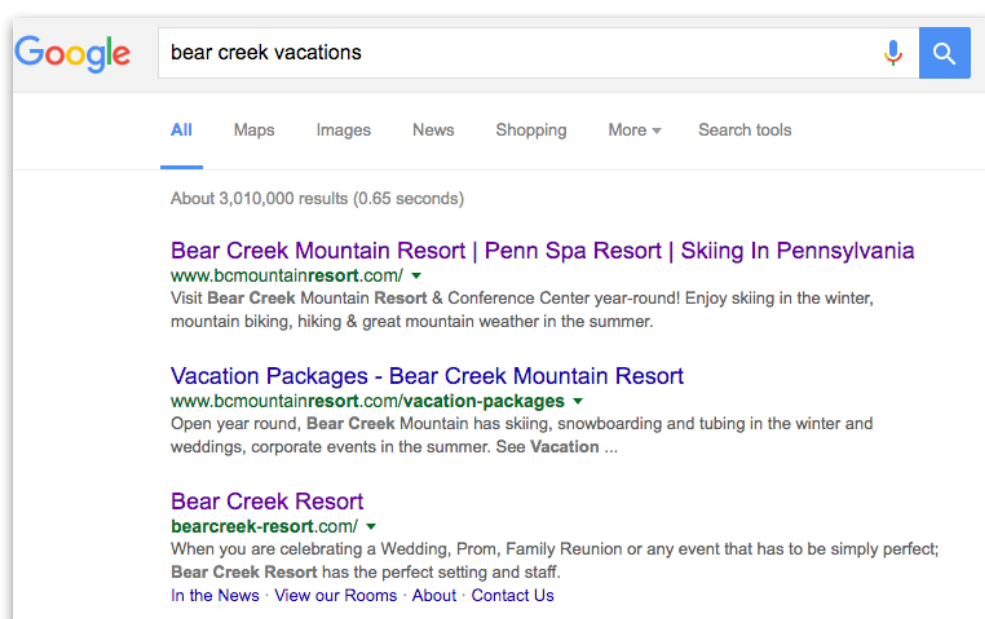 Google bear creek vacations
All Maps Images News Shopping More Search tools
About 3,010,000 results (0.65 seconds)
Bear Creek Mountain Resort | Penn Spa Resort | Skiing In Pennsylvania
www.bcmountainresort.com/
Visit Bear Creek Mountain Resort & Conference Center year-round! Enjoy skiing in the winter,
mountain biking, hiking & great mountain weather in the summer.
Vacation Packages - Bear Creek Mountain Resort
www.bcmountainresort.com/vacation-packages
Open year round, Bear Creek Mountain has skiing, snowboarding and tubing in the winter and
weddings, corporate events in the summer. See Vacation ...
Bear Creek Resort
bearcreek-resort.com/
When you are celebrating a Wedding, Prom, Family Reunion or any event that has to be simply perfect;
Bear Creek Resort has the perfect setting and staff.
In the News · View our Rooms · About · Contact Us